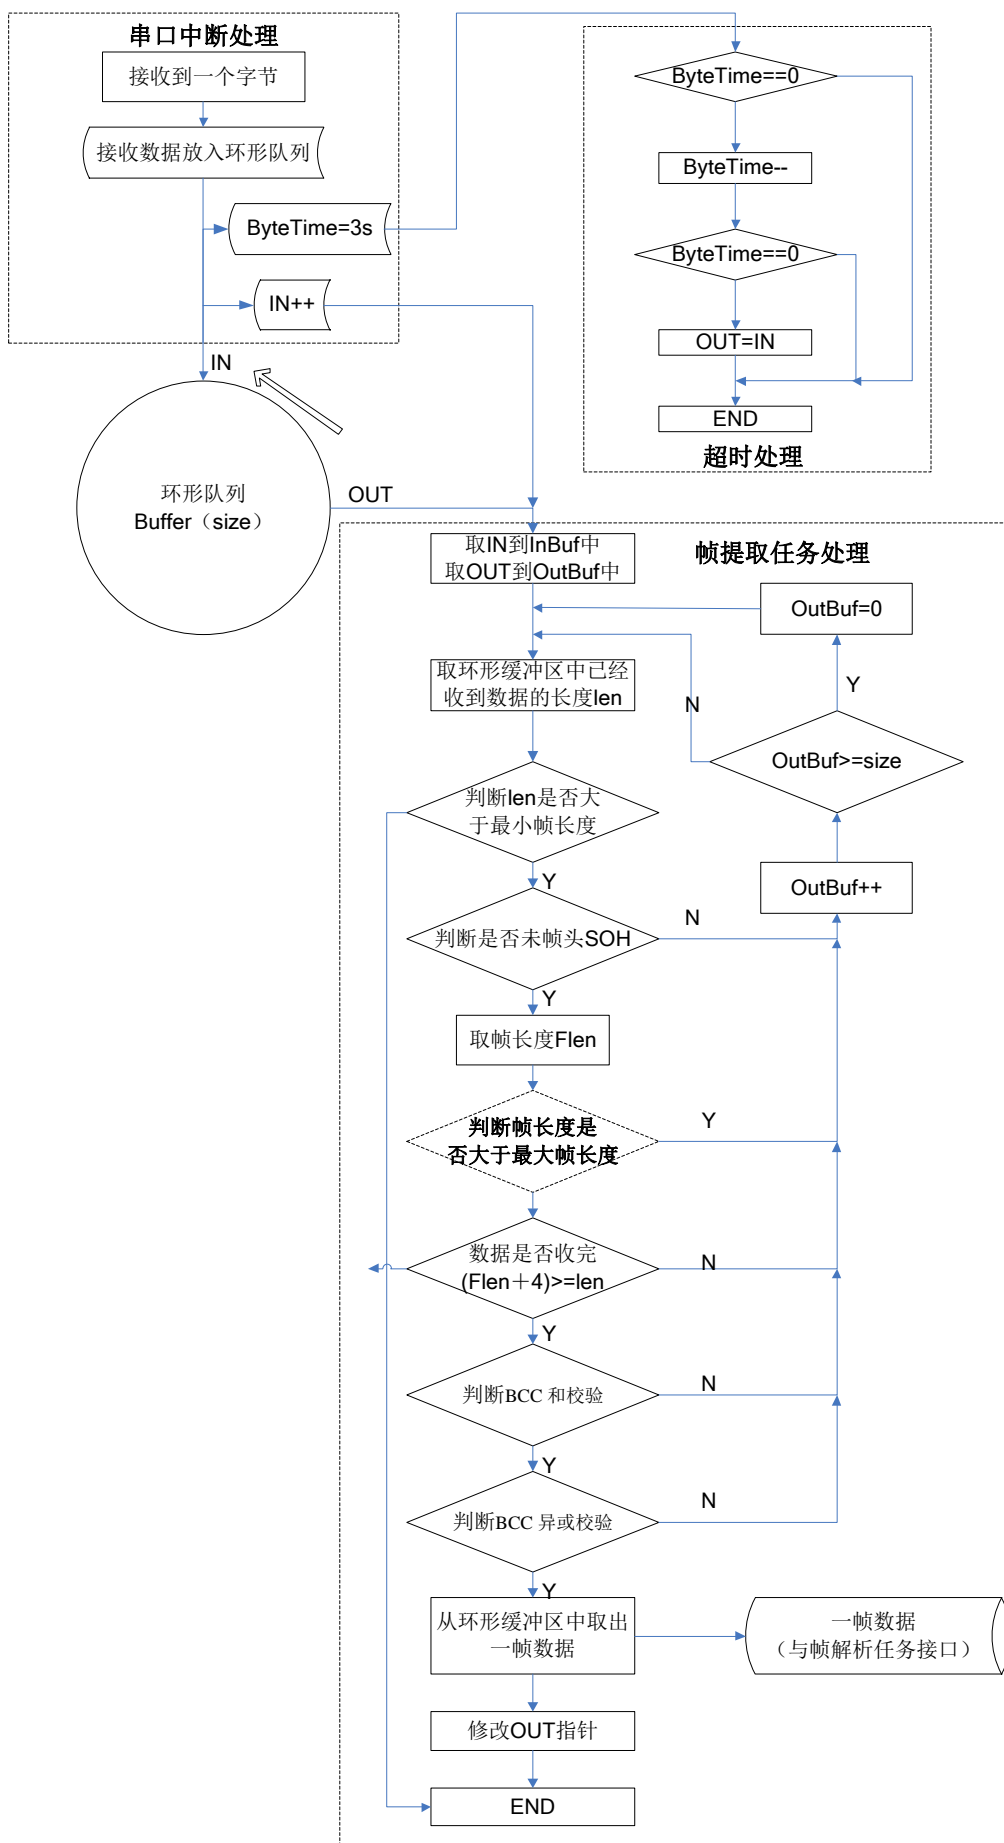 串口中断处理
接收到一个字节
接收数据放入环形队列
ByteTime=3s
IN++
IN
环形队列
Buffer（size）
OUT
ByteTime==0
ByteTime--
ByteTime==0
OUT=IN
END
超时处理
帧提取任务处理
取IN到InBuf中
取OUT到OutBuf中
OutBuf=0
取环形缓冲区中已经
收到数据的长度len
N
Y
OutBuf>=size
判断len是否大
于最小帧长度
Y
OutBuf++
判断是否未帧头SOH
N
Y
取帧长度Flen
判断帧长度是
否大于最大帧长度
Y
数据是否收完
(Flen＋4)>=len
N
Y
判断BCC 和校验
N
Y
判断BCC 异或校验
N
Y
从环形缓冲区中取出
一帧数据
一帧数据
（与帧解析任务接口）
修改OUT指针
END